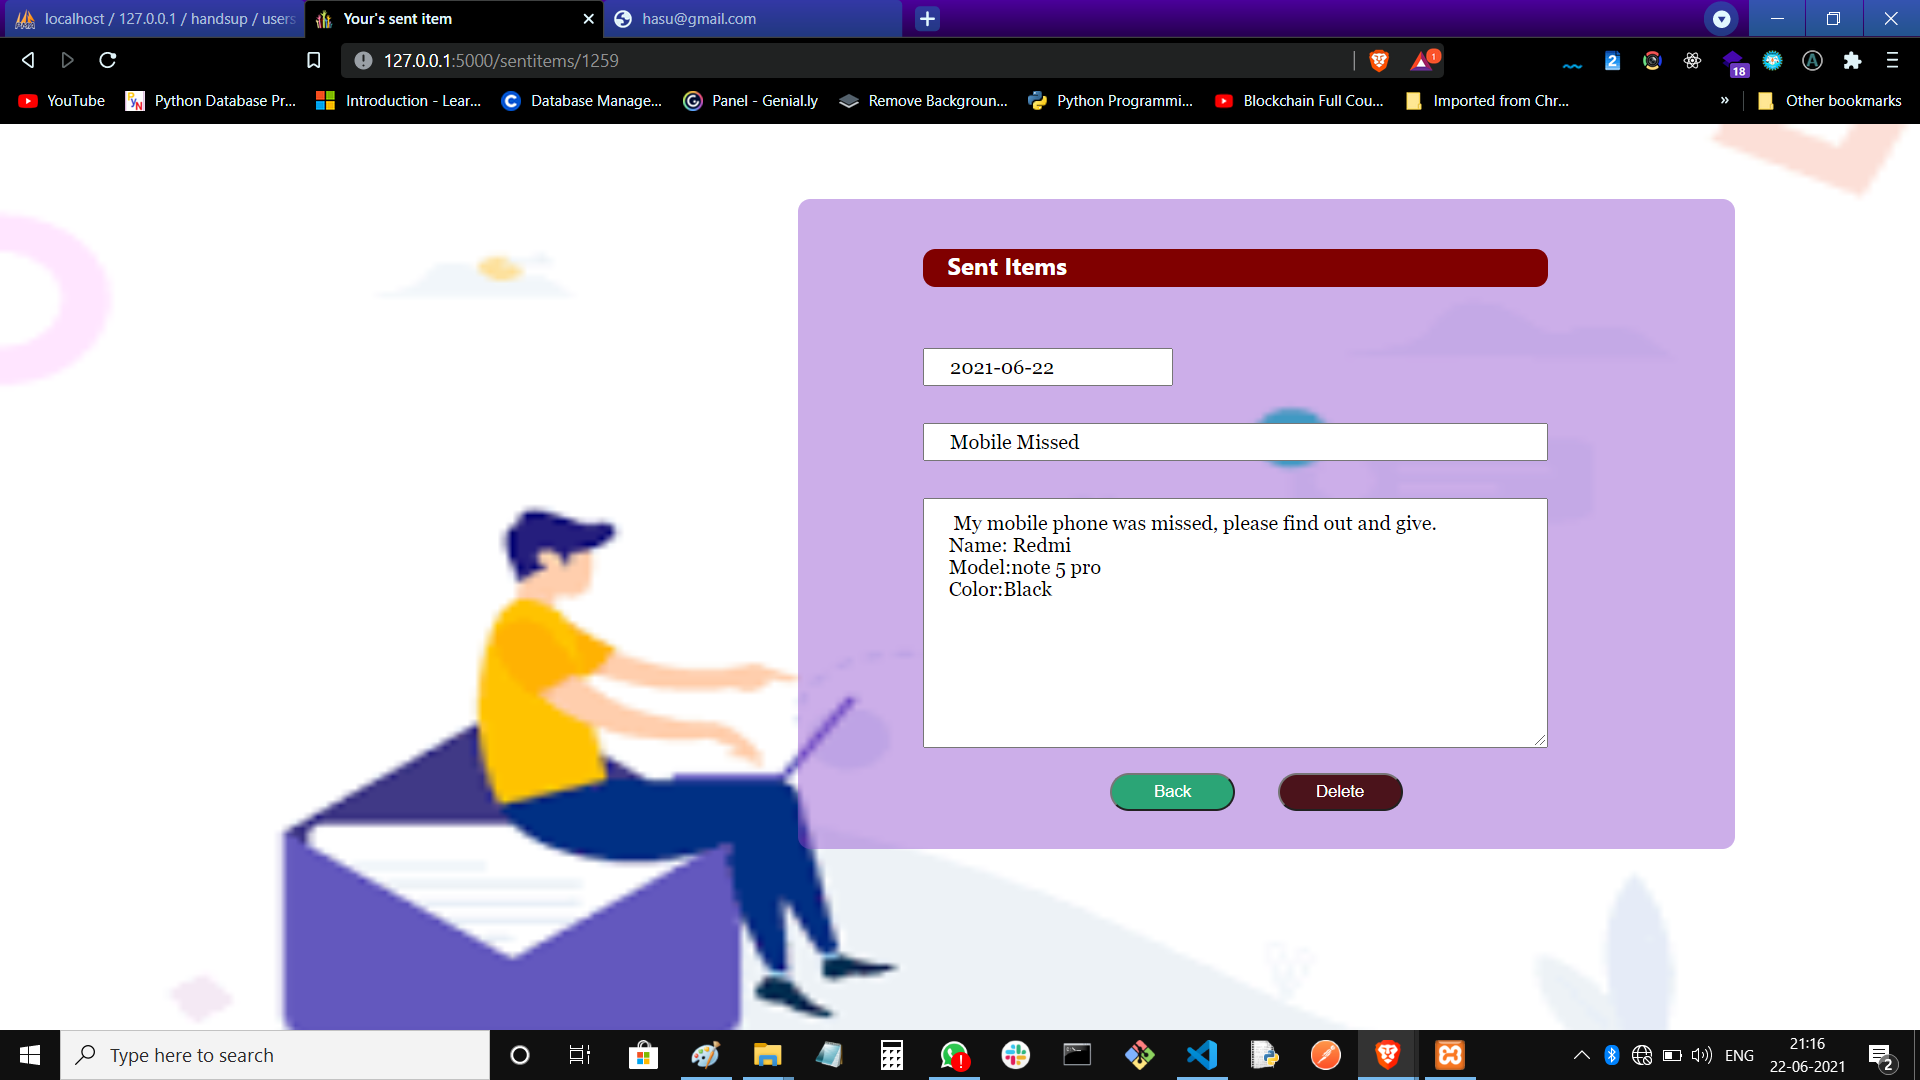 localhost / 127.0.0.1 / handsup / users
Your's sent item
hasu@gmail.com
127.0.0.1:5000/sentitems/1259
1
2
18
A
YouTube
Python Database Pr...
Introduction - Lear...
Database Manage...
Panel - Genial.ly
Remove Backgroun...
Python Programmi...
Blockchain Full Cou...
Imported from Chr...
»
Other bookmarks
Sent Items
2021-06-22
Mobile Missed
My mobile phone was missed, please find out and give.
Name: Redmi
Model:note 5 pro
Color:Black
Back
Delete
Type here to search
ENG
21:16
22-06-2021
2